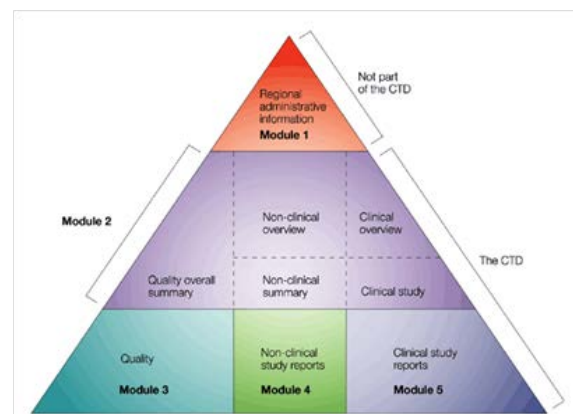 Regional
administrative
information
Module 1
Not part
of the CTD
Module 2
Non-clinical
overview
Clinical
overview
The CTD
Quality overall
summary
Non-clinical
summary
Clinical study
Quality
Module 3
Non-clinical
study reports
Module 4
Clinical study
reports
Module 5